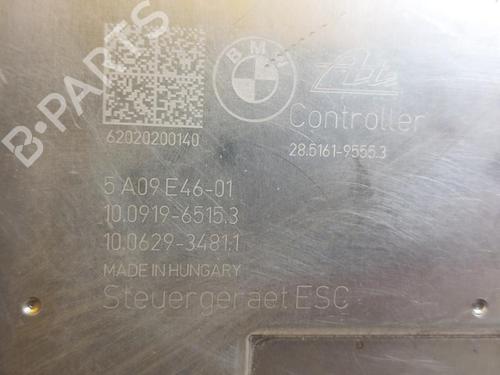 B-PARTS
BMW
Ate
Controller
62020200140
28.5161-9555.3
5 A09 E46-01
10.0919-6515.3
10.0629-3481.1
MADE IN HUNGARY
Steuergeraet ESC